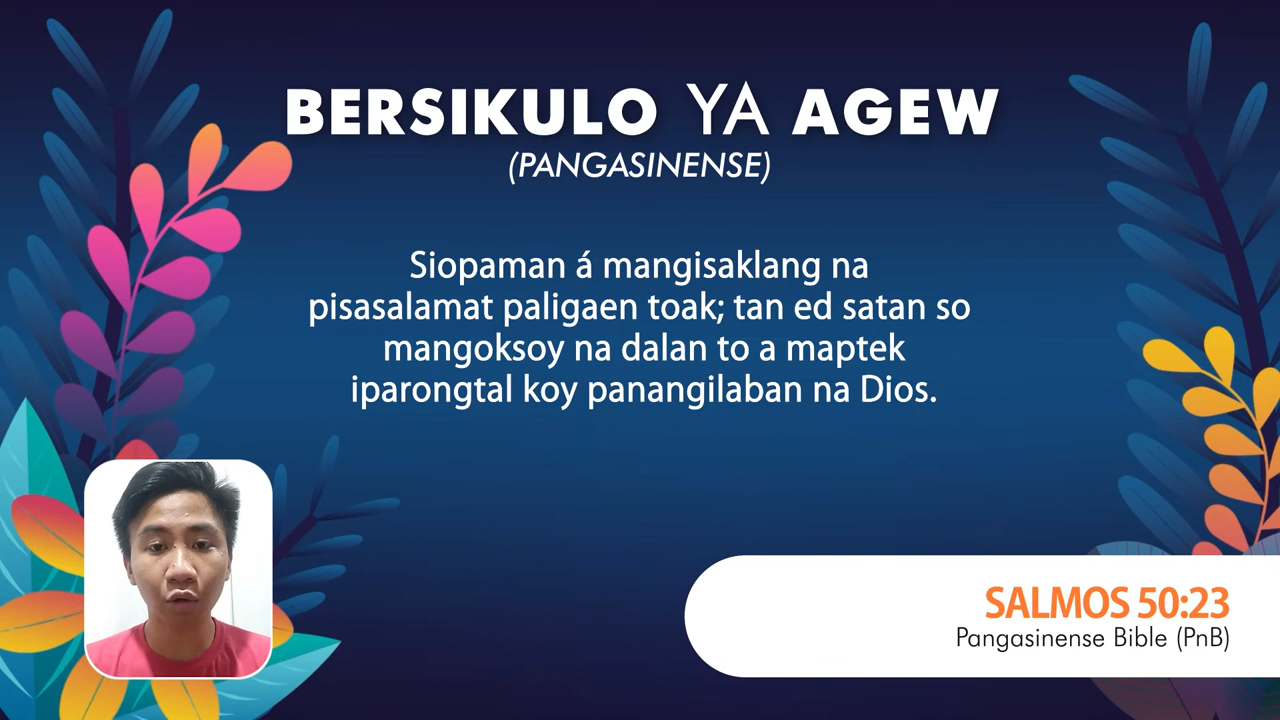 BERSIKULO YA AGEW
(PANGASINENSE)
Siopaman á mangisaklang na
pisasalamat paligaen toak; tan ed satan so
mangoksoy na dalan to a maptek
iparongtal koy panangilaban na Dios.
SALMOS 50:23
Pangasinense Bible (PnB)